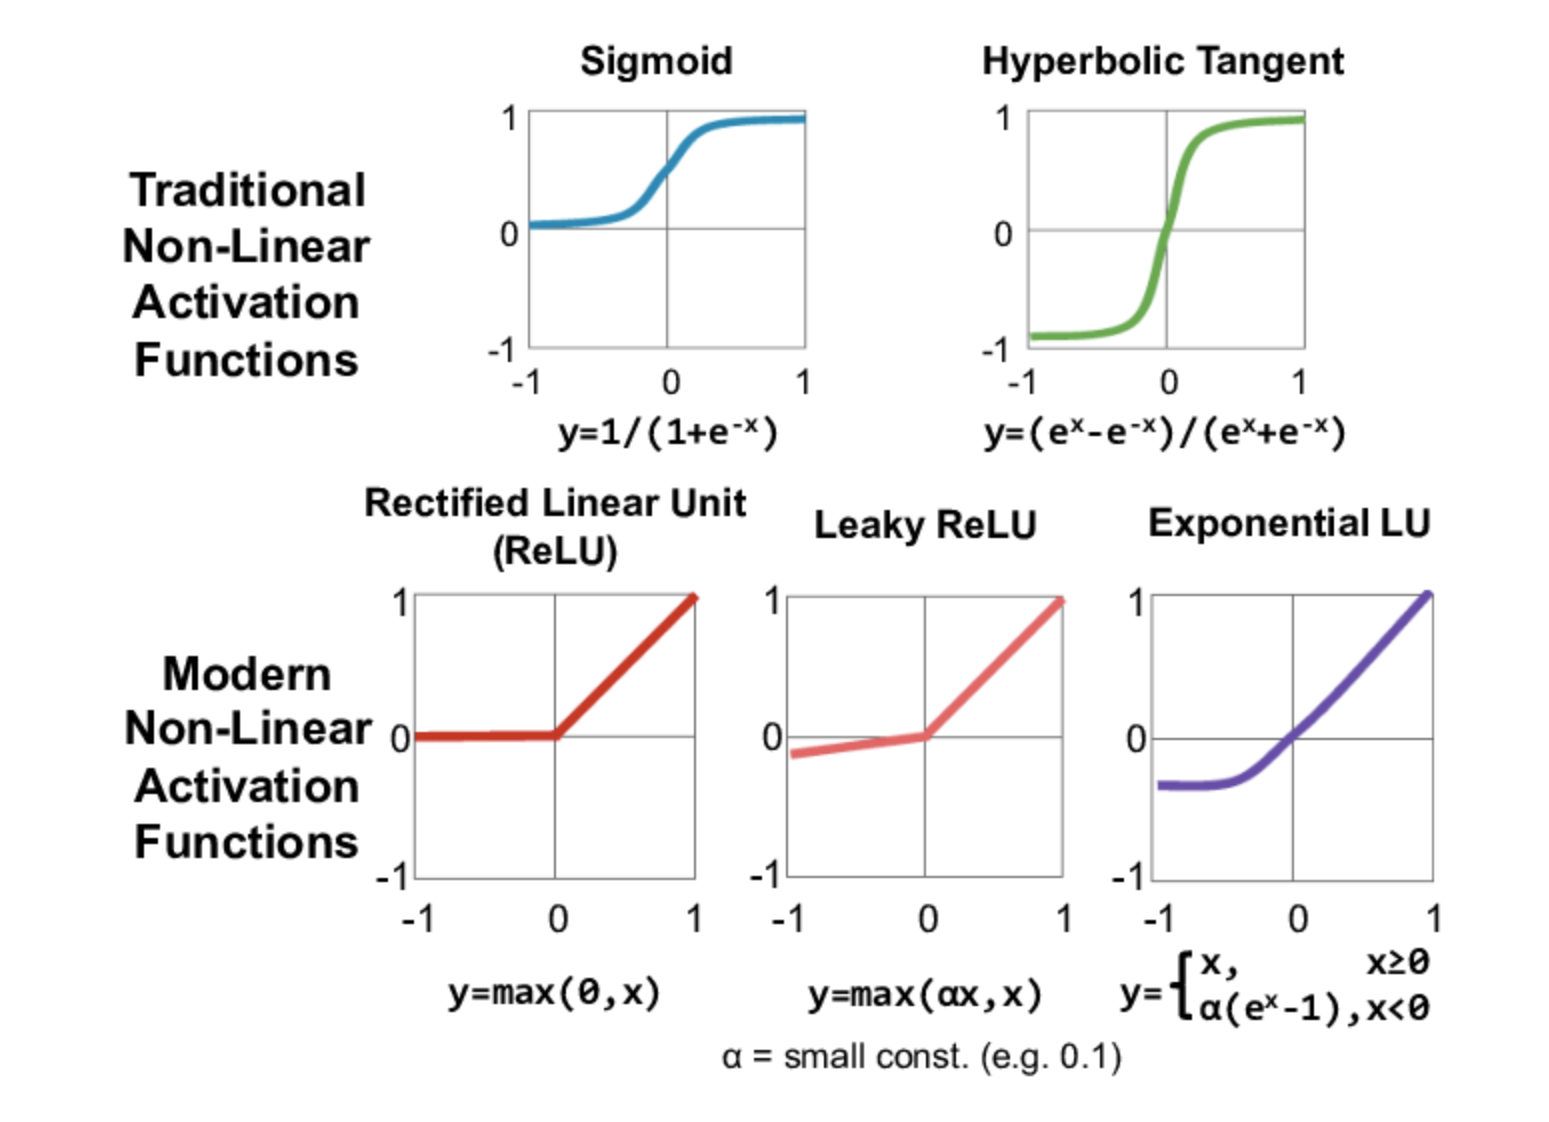 Sigmoid
Hyperbolic Tangent
Traditional
Non-Linear
Activation
Functions
1
0
-1
-1 0 1
y=1/(1+e⁻ˣ)
1
0
-1
-1 0 1
y=(eˣ-e⁻ˣ)/(eˣ+e⁻ˣ)
Rectified Linear Unit
(ReLU)
Leaky ReLU
Exponential LU
Modern
Non-Linear
Activation
Functions
1
0
-1
-1 0 1
y=max(0,x)
1
0
-1
-1 0 1
y=max(αx,x)
1
0
-1
-1 0 1
y={x, x≥0
α(eˣ-1),x<0
α = small const. (e.g. 0.1)